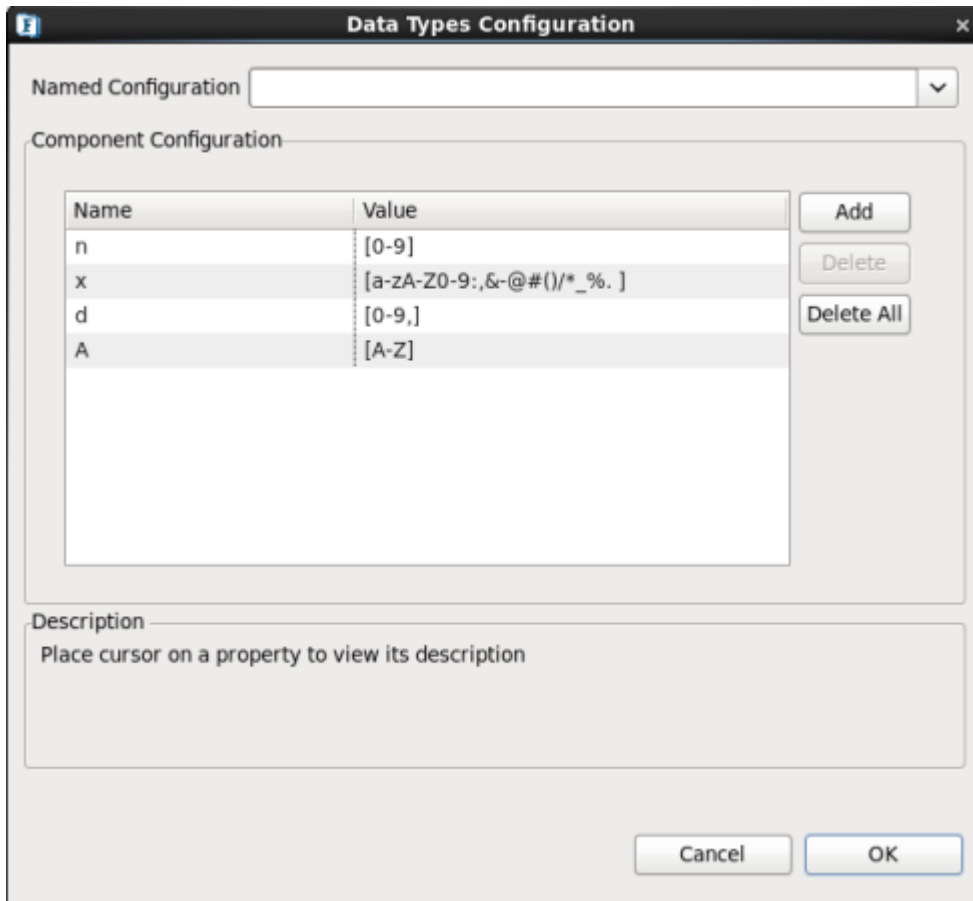 Data Types Configuration
Named Configuration
Component Configuration
Name Value
n [0-9]
x [a-zA-Z0-9:,&-@#()/*_%. ]
d [0-9,]
A [A-Z]
Add
Delete
Delete All
Description
Place cursor on a property to view its description
Cancel OK